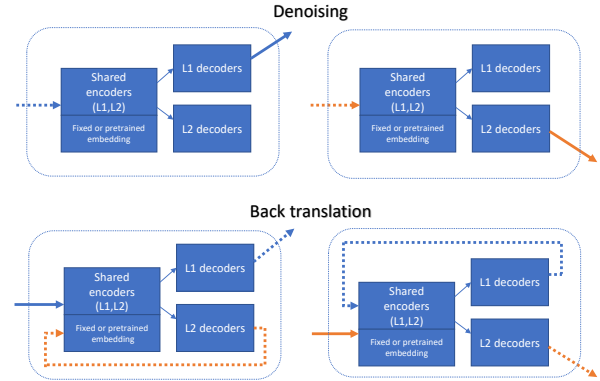 Denoising
Shared
encoders
(L1,L2)
Fixed or pretrained
embedding
L1 decoders
L2 decoders
Shared
encoders
(L1,L2)
Fixed or pretrained
embedding
L1 decoders
L2 decoders
Back translation
Shared
encoders
(L1,L2)
Fixed or pretrained
embedding
L1 decoders
L2 decoders
Shared
encoders
(L1,L2)
Fixed or pretrained
embedding
L1 decoders
L2 decoders